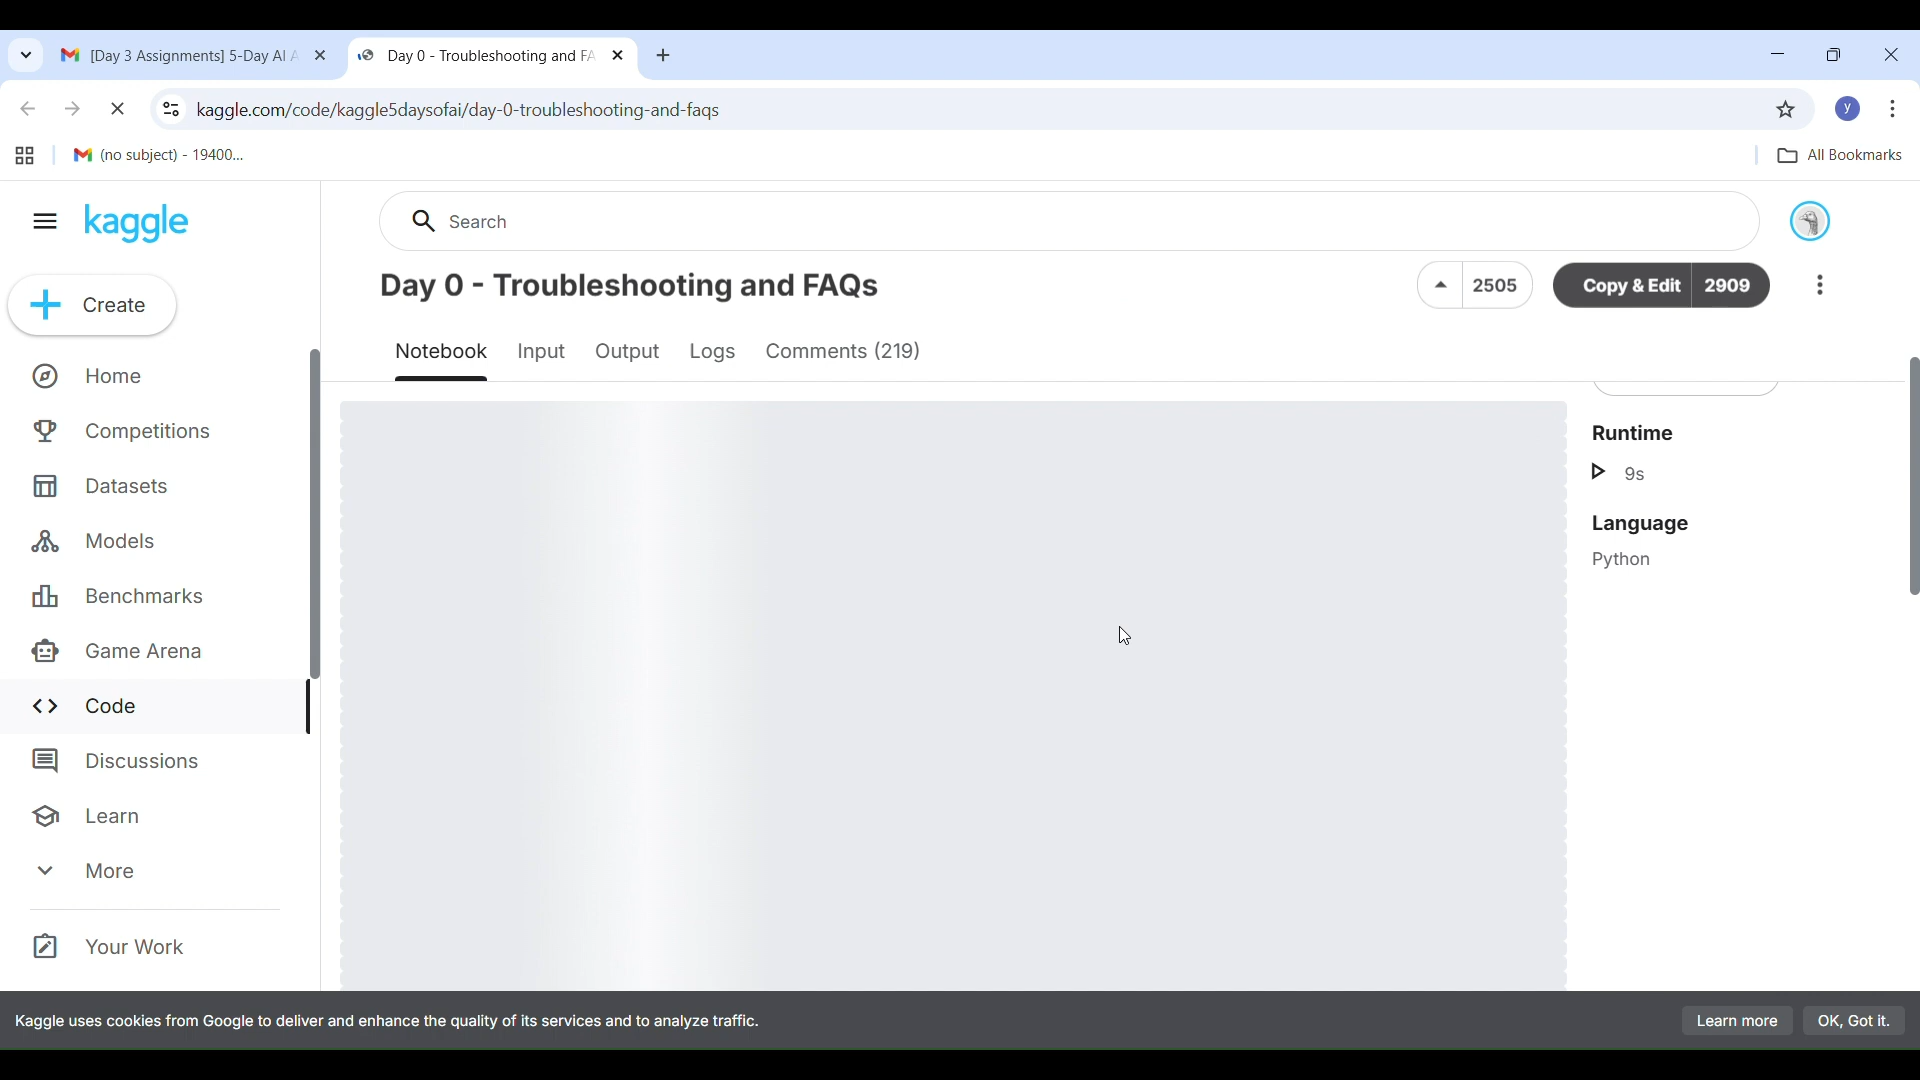 [Day 3 Assignments] 5-Day AI A
Day 0 - Troubleshooting and FA
kaggle.com/code/kaggle5daysofai/day-0-troubleshooting-and-faqs
y
(no subject) - 19400...
All Bookmarks
kaggle
Search
Create
Day 0 - Troubleshooting and FAQs
2505
Copy & Edit 2909
Notebook Input Output Logs Comments (219)
Home
Competitions
Datasets
Models
Benchmarks
Game Arena
Code
Discussions
Learn
More
Your Work
Runtime
9s
Language
Python
Kaggle uses cookies from Google to deliver and enhance the quality of its services and to analyze traffic.
Learn more
OK, Got it.